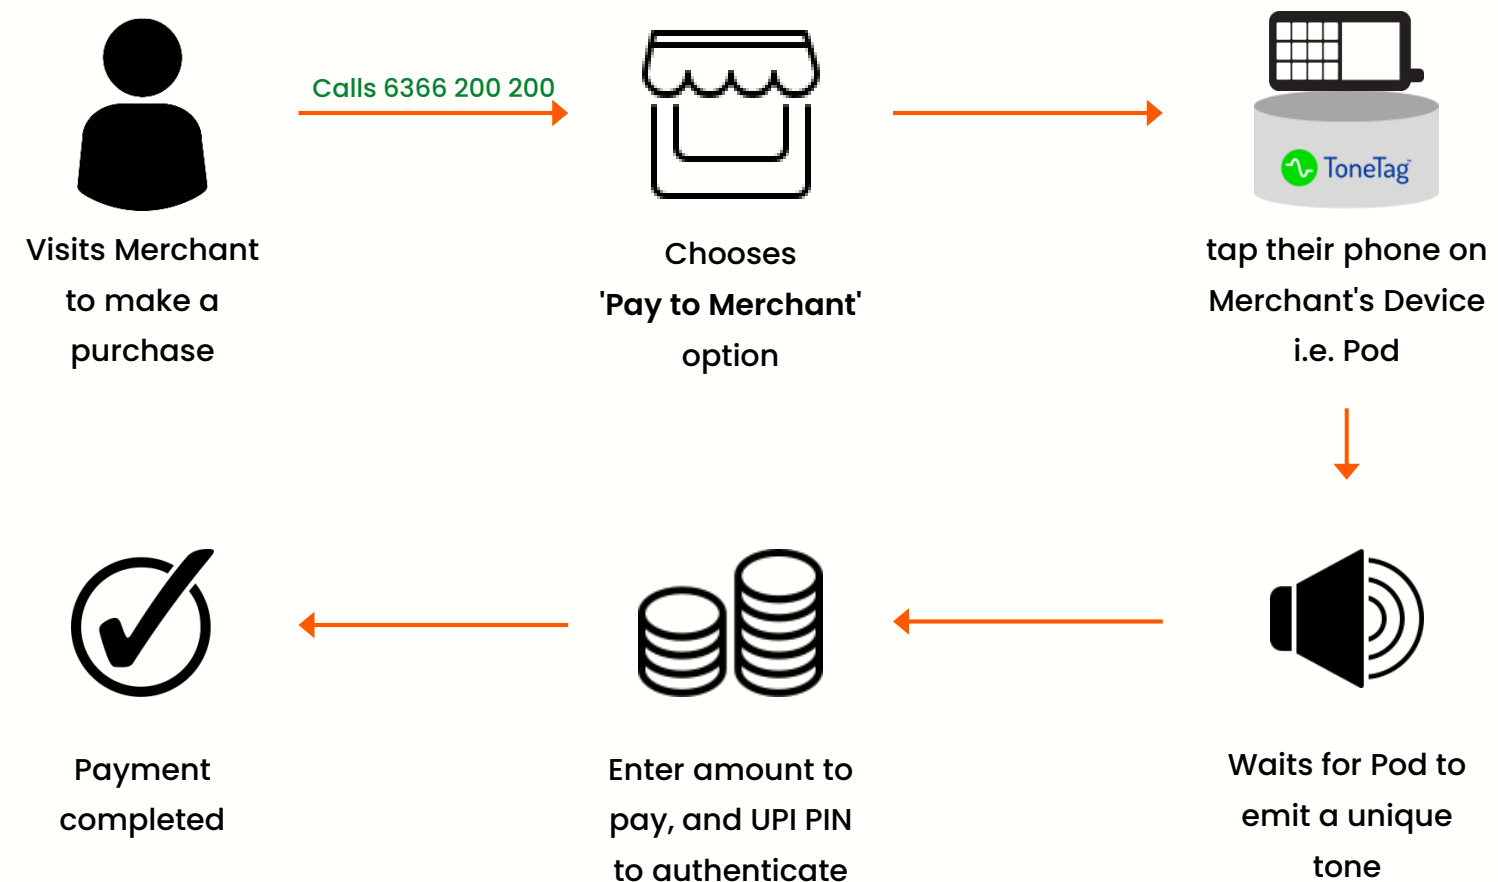 Visits Merchant
to make a
purchase
Calls 6366 200 200
Chooses
'Pay to Merchant'
option
ToneTag
tap their phone on
Merchant's Device
i.e. Pod
Waits for Pod to
emit a unique
tone
Enter amount to
pay, and UPI PIN
to authenticate
Payment
completed